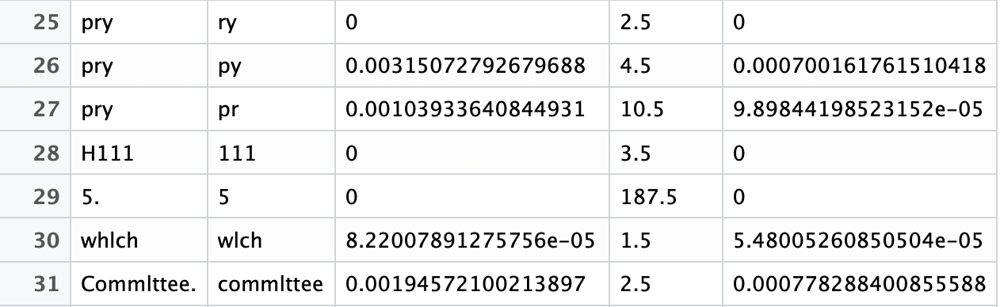 25 pry ry 0 2.5 0
26 pry py 0.00315072792679688 4.5 0.000700161761510418
27 pry pr 0.00103933640844931 10.5 9.89844198523152e-05
28 H111 111 0 3.5 0
29 5. 5 0 187.5 0
30 whlch wlch 8.22007891275756e-05 1.5 5.48005260850504e-05
31 Commlttee. commlttee 0.00194572100213897 2.5 0.000778288400855588